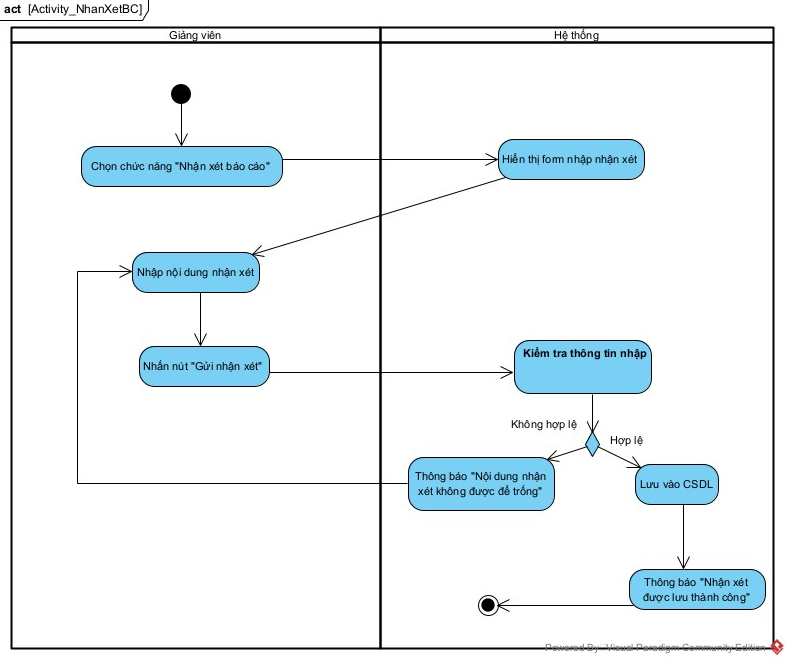 act [Activity_NhanXetBC]
Giảng viên
Hệ thống
Chọn chức năng "Nhận xét báo cáo"
Hiển thị form nhập nhận xét
Nhập nội dung nhận xét
Nhấn nút "Gửi nhận xét"
Kiểm tra thông tin nhập
Không hợp lệ
Hợp lệ
Thông báo "Nội dung nhận
xét không được để trống"
Lưu vào CSDL
Thông báo "Nhận xét
được lưu thành công"
Powered By: Visual Paradigm Community Edition